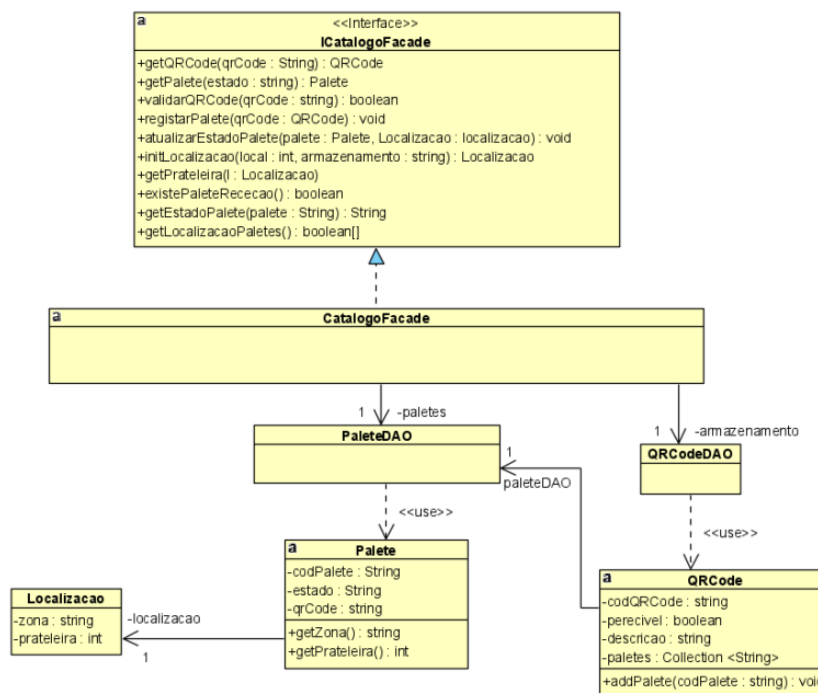 a
<<Interface>>
ICatalogoFacade
+getQRCode(qrCode : String) : QRCode
+getPalete(estado : string) : Palete
+validarQRCode(qrCode : string) : boolean
+registarPalete(qrCode : QRCode) : void
+atualizarEstadoPalete(palete : Palete, Localizacao : localizacao) : void
+initLocalizacao(local : int, armazenamento : string) : Localizacao
+getPrateleira(l : Localizacao)
+existePaleteRececao() : boolean
+getEstadoPalete(palete : String) : String
+getLocalizacaoPaletes() : boolean[]
a
CatalogoFacade
1 -paletes
1 -armazenamento
PaleteDAO
QRCodeDAO
1
paleteDAO
<<use>>
<<use>>
a
Palete
-codPalete : String
-estado : String
-qrCode : string
+getZona() : string
+getPrateleira() : int
Localizacao
-zona : string
-prateleira : int
-localizacao
1
a
QRCode
-codQRCode : string
-perecivel : boolean
-descricao : string
-paletes : Collection <String>
+addPalete(codPalete : string) : void